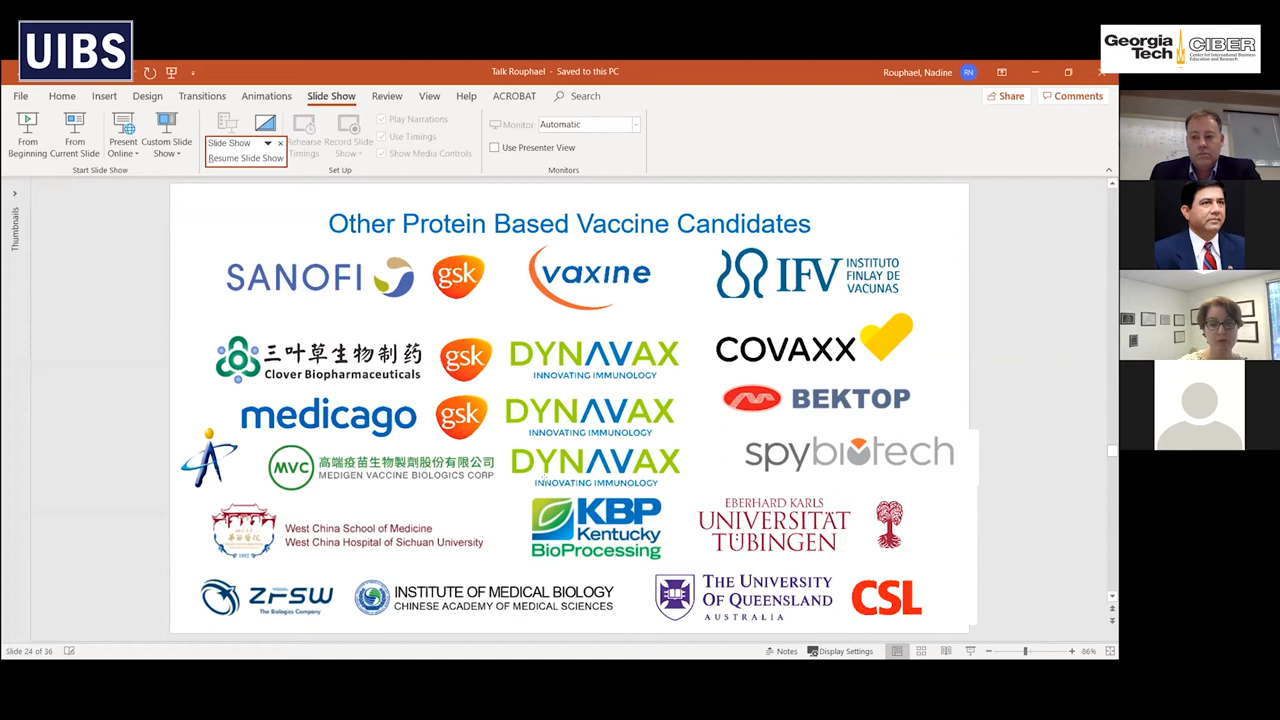 UIBS
Georgia Tech
CIBER
Center for International Business Education and Research
Talk Rouphael - Saved to this PC
Rouphael, Nadine
RN
File Home Insert Design Transitions Animations Slide Show Review View Help ACROBAT Search
Share
Comments
From Beginning
From Current Slide
Present Online
Custom Slide Show
Start Slide Show
Slide Show
Resume Slide Show
Rehearse Timings
Record Slide Show
Play Narrations
Use Timings
Show Media Controls
Set Up
Monitor: Automatic
Use Presenter View
Monitors
Thumbnails
Other Protein Based Vaccine Candidates
SANOFI
gsk
vaxine
IFV INSTITUTO FINLAY DE VACUNAS
三叶草生物制药
Clover Biopharmaceuticals
gsk
DYNAVAX
INNOVATING IMMUNOLOGY
COVAXX
medicago
gsk
DYNAVAX
INNOVATING IMMUNOLOGY
ВЕКТОР
MVC
高端疫苗生物製劑股份有限公司
MEDIGEN VACCINE BIOLOGICS CORP
DYNAVAX
INNOVATING IMMUNOLOGY
spybiotech
1892
West China School of Medicine
West China Hospital of Sichuan University
KBP
Kentucky
BioProcessing
EBERHARD KARLS
UNIVERSITÄT
TÜBINGEN
ZFSW
The Biologics Company
INSTITUTE OF MEDICAL BIOLOGY
CHINESE ACADEMY OF MEDICAL SCIENCES
THE UNIVERSITY
OF QUEENSLAND
AUSTRALIA
CSL
Slide 24 of 36
Notes
Display Settings
86%